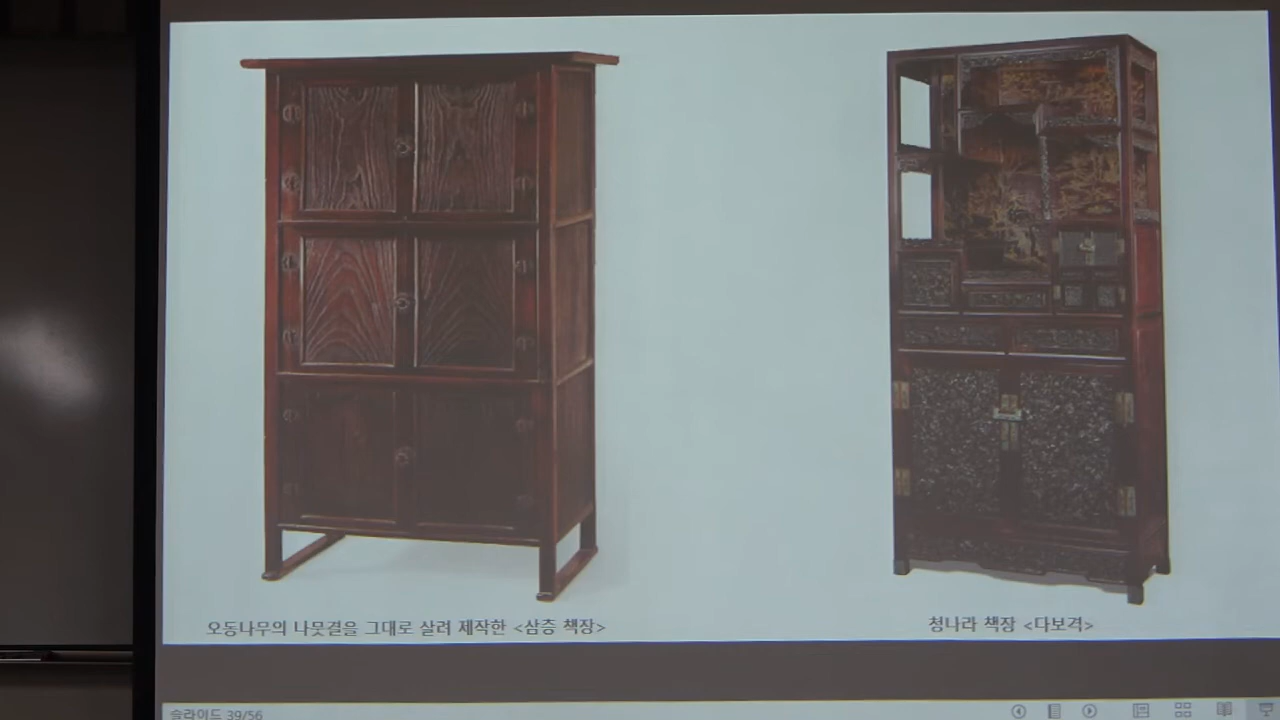 오동나무의 나뭇결을 그대로 살려 제작한 <삼층 책장>
청나라 책장 <다보격>
슬라이드 39/56